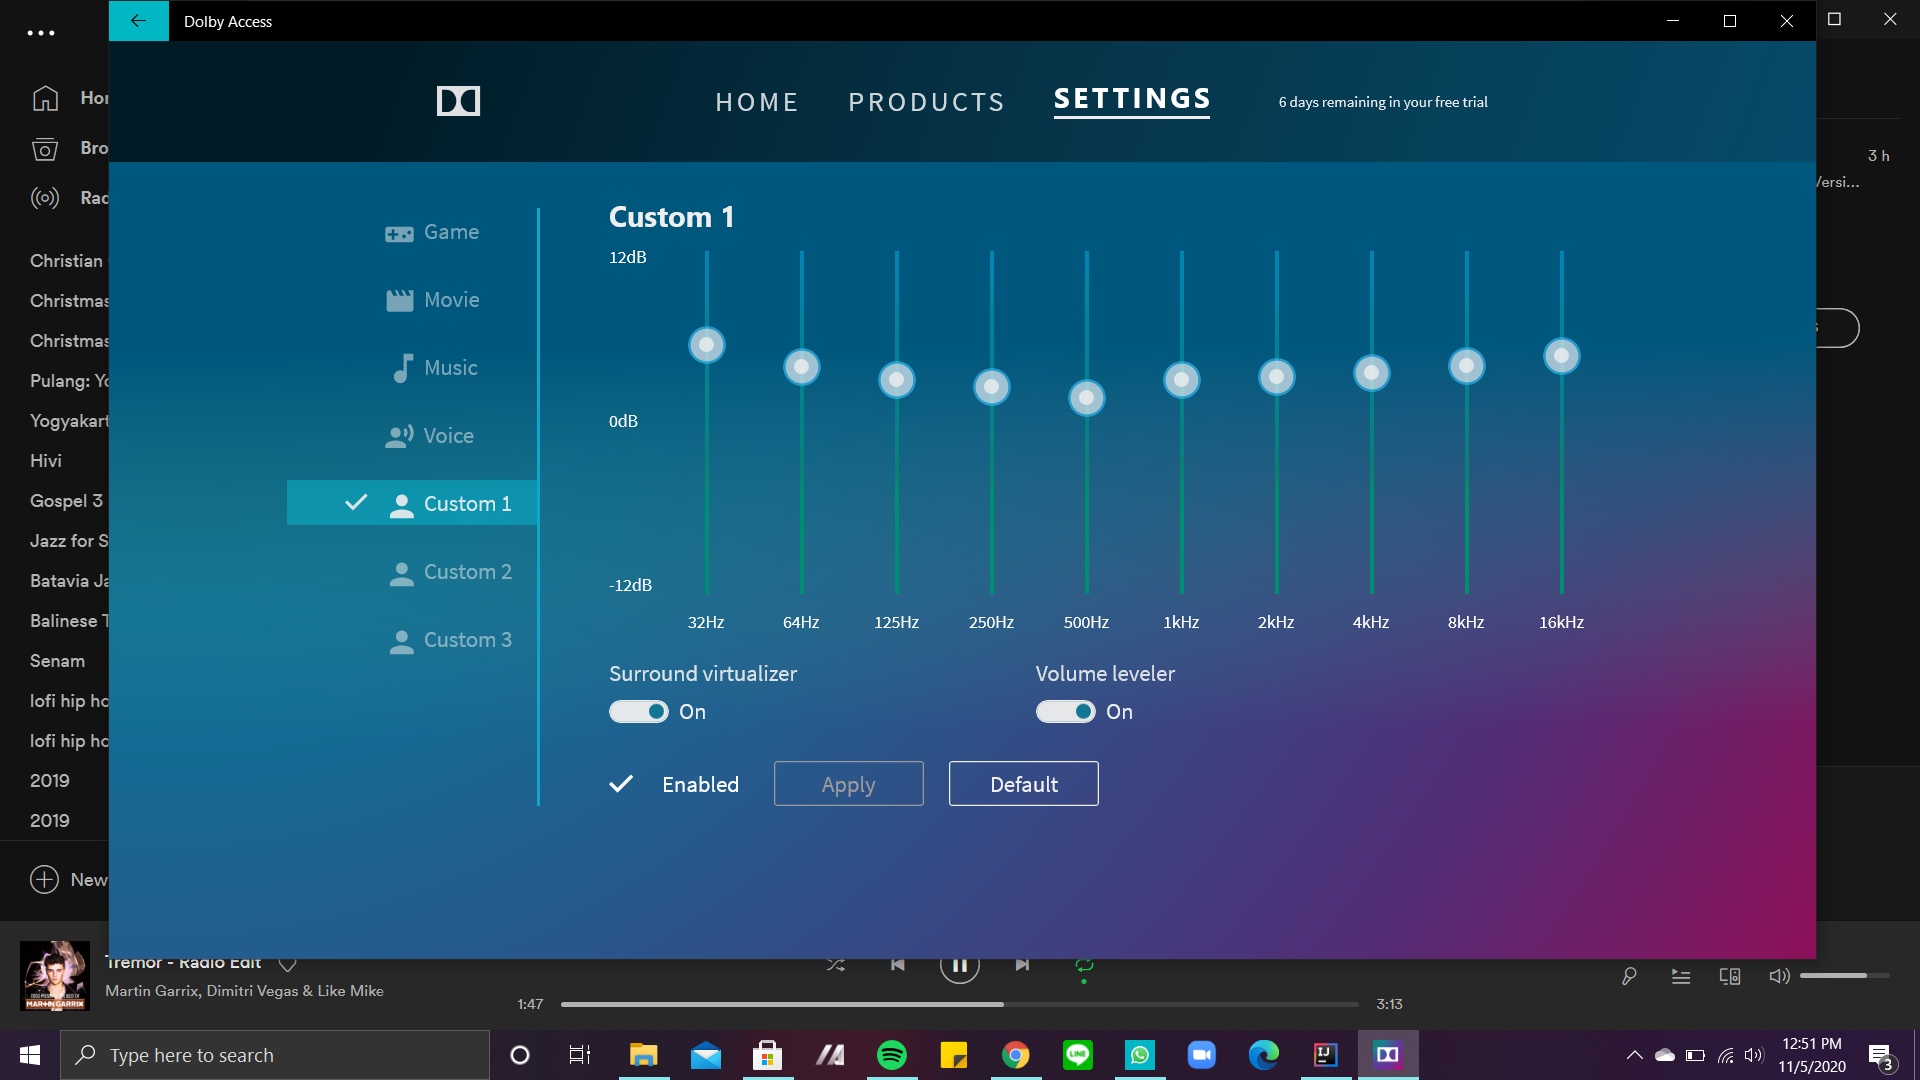 Dolby Access
HOME
PRODUCTS
SETTINGS
6 days remaining in your free trial
3 h
Versi...
Game
Movie
Music
Voice
Custom 1
Custom 2
Custom 3
Custom 1
12dB
0dB
-12dB
32Hz
64Hz
125Hz
250Hz
500Hz
1kHz
2kHz
4kHz
8kHz
16kHz
Surround virtualizer
On
Volume leveler
On
Enabled
Apply
Default
Hor
Bro
Rad
Christian
Christmas
Christmas
Pulang: Yo
Yogyakart
Hivi
Gospel 3
Jazz for S
Batavia Ja
Balinese T
Senam
lofi hip ho
lofi hip ho
2019
2019
New
Tremor - Radio Edit
Martin Garrix, Dimitri Vegas & Like Mike
MARTIN GARRIX
1:47
3:13
Type here to search
LINE
IJ
12:51 PM
11/5/2020
3